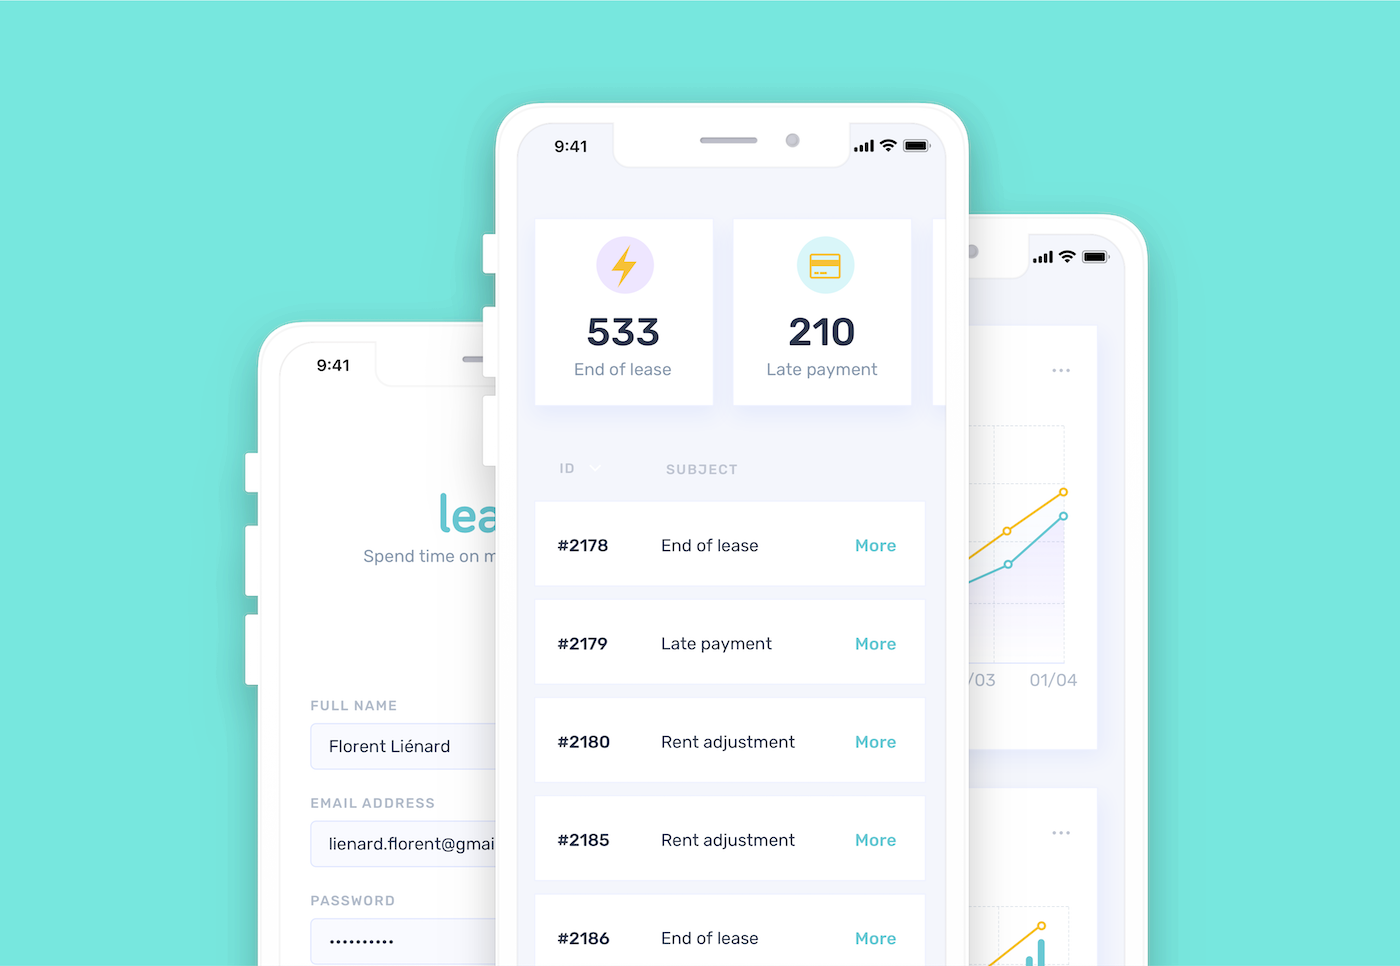 9:41
533
End of lease
210
Late payment
ID
SUBJECT
#2178 End of lease More
#2179 Late payment More
#2180 Rent adjustment More
#2185 Rent adjustment More
#2186 End of lease More
9:41
lea
Spend time on m
FULL NAME
Florent Liénard
EMAIL ADDRESS
lienard.florent@gmai
PASSWORD
••••••••••
/03 01/04